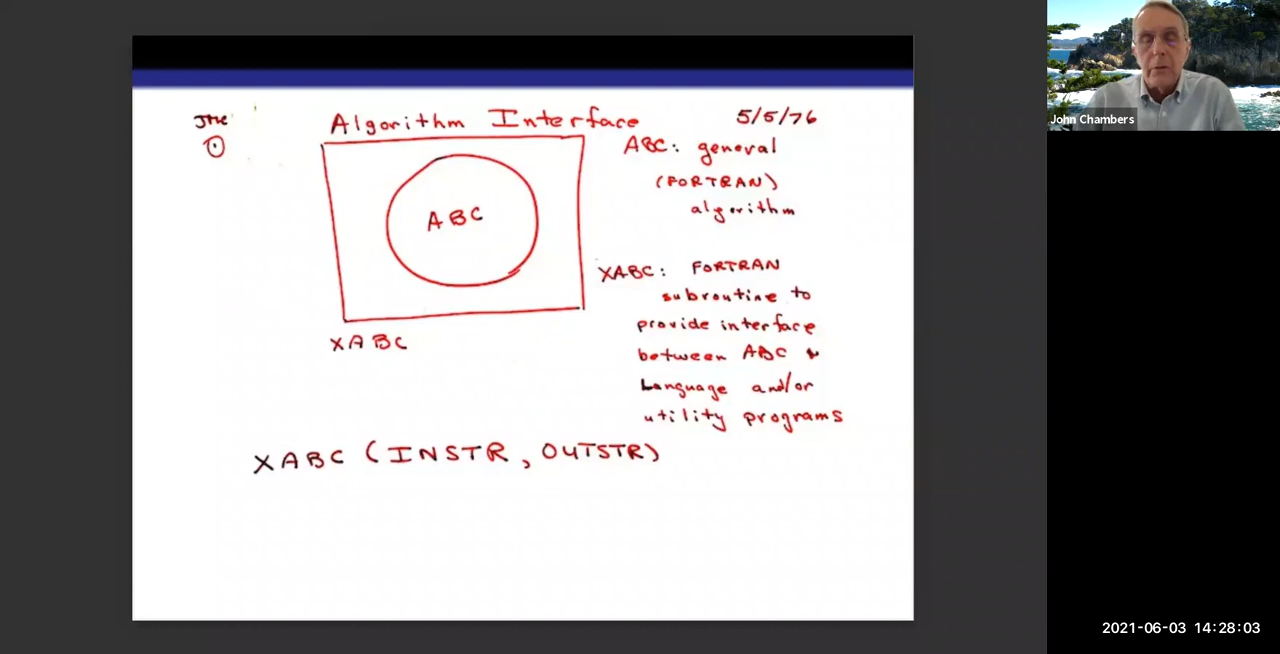 Algorithm Interface
5/5/76
ABC
XABC
ABC: general
(FORTRAN)
algorithm
XABC: FORTRAN
subroutine to
provide interface
between ABC &
Language and/or
utility programs
XABC (INSTR, OUTSTR)
John Chambers
2021-06-03 14:28:03